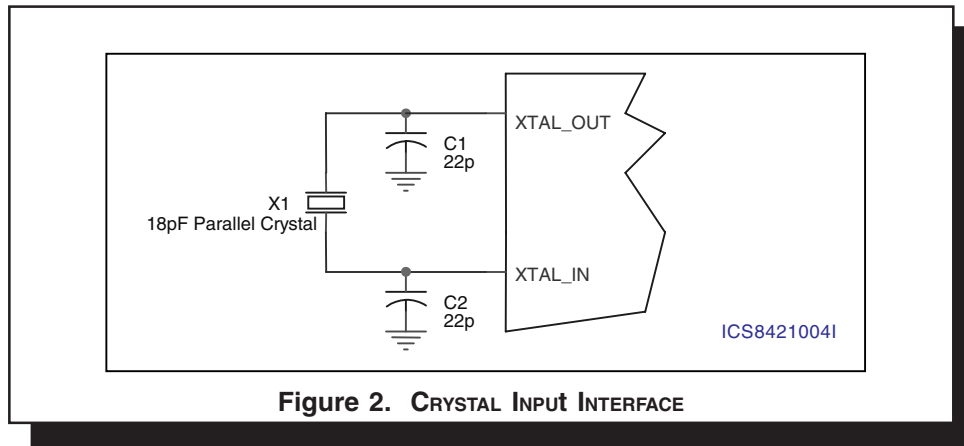 XTAL_OUT
C1
22p
X1
18pF Parallel Crystal
XTAL_IN
C2
22p
ICS8421004I
Figure 2. CRYSTAL INPUt INTERFACE